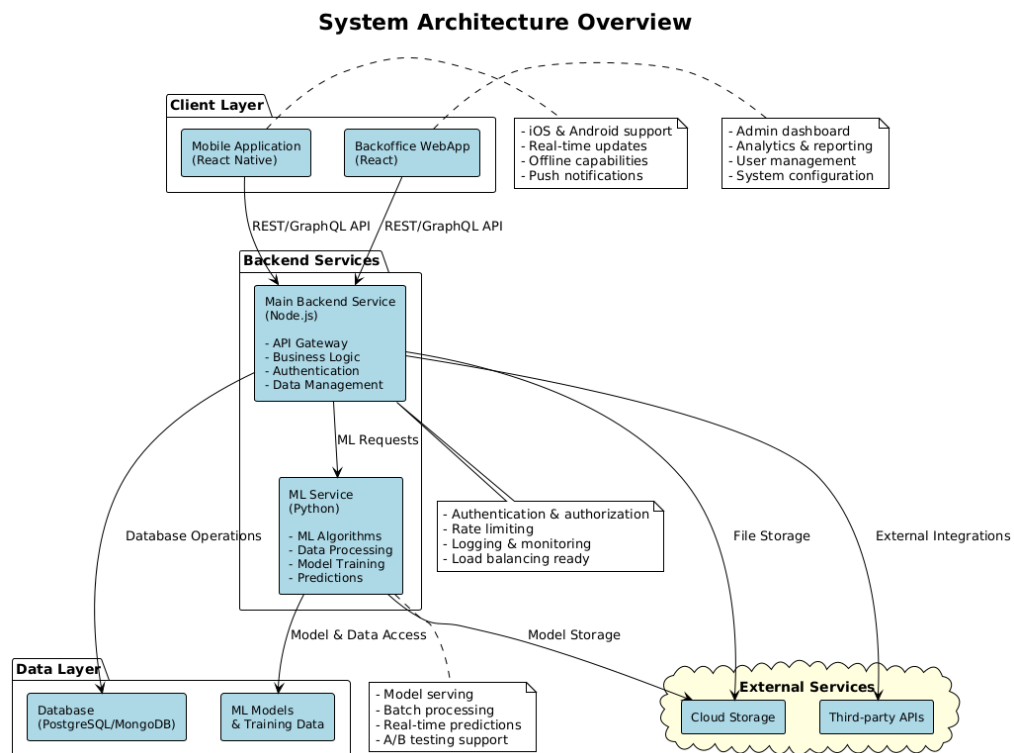 System Architecture Overview
Client Layer
Mobile Application
(React Native)
Backoffice WebApp
(React)
- iOS & Android support
- Real-time updates
- Offline capabilities
- Push notifications
- Admin dashboard
- Analytics & reporting
- User management
- System configuration
REST/GraphQL API
REST/GraphQL API
Backend Services
Main Backend Service
(Node.js)
- API Gateway
- Business Logic
- Authentication
- Data Management
ML Requests
ML Service
(Python)
- ML Algorithms
- Data Processing
- Model Training
- Predictions
- Authentication & authorization
- Rate limiting
- Logging & monitoring
- Load balancing ready
Database Operations
File Storage
External Integrations
Model & Data Access
Model Storage
Data Layer
Database
(PostgreSQL/MongoDB)
ML Models
& Training Data
- Model serving
- Batch processing
- Real-time predictions
- A/B testing support
External Services
Cloud Storage
Third-party APIs